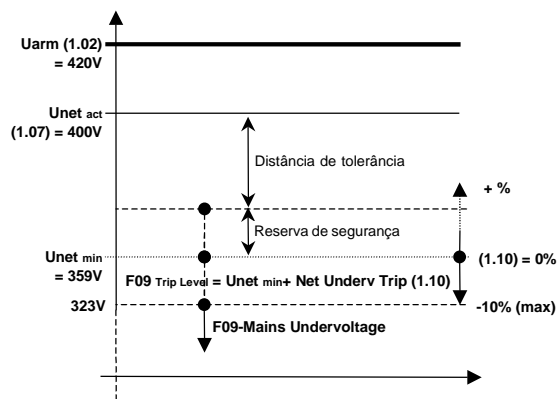 Uarm (1.02)
= 420V
Unet act
(1.07) = 400V
Distância de tolerância
+ %
Reserva de segurança
Unet min
= 359V
(1.10) = 0%
F09 Trip Level = Unet min+ Net Underv Trip (1.10)
323V
-10% (max)
F09-Mains Undervoltage